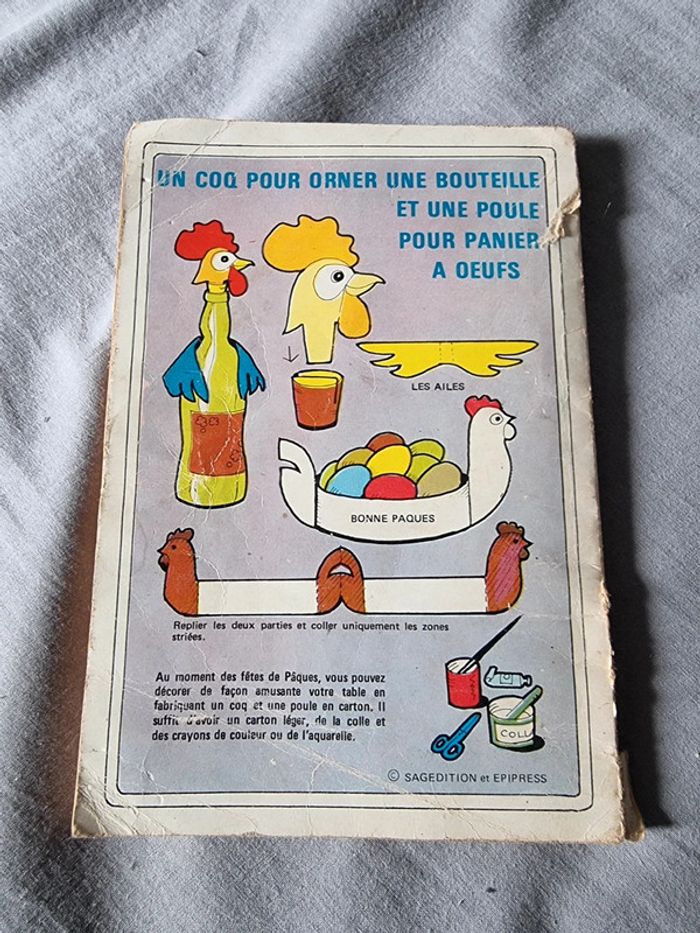 UN COQ POUR ORNER UNE BOUTEILLE
ET UNE POULE
POUR PANIER
A OEUFS
LES AILES
BONNE PAQUES
Replier les deux parties et coller uniquement les zones
striées.
Au moment des fêtes de Pâques, vous pouvez
décorer de façon amusante votre table en
fabriquant un coq et une poule en carton. Il
suffit d'avoir un carton léger, de la colle et
des crayons de couleur ou de l'aquarelle.
COLL
© SAGEDITION et EPIPRESS